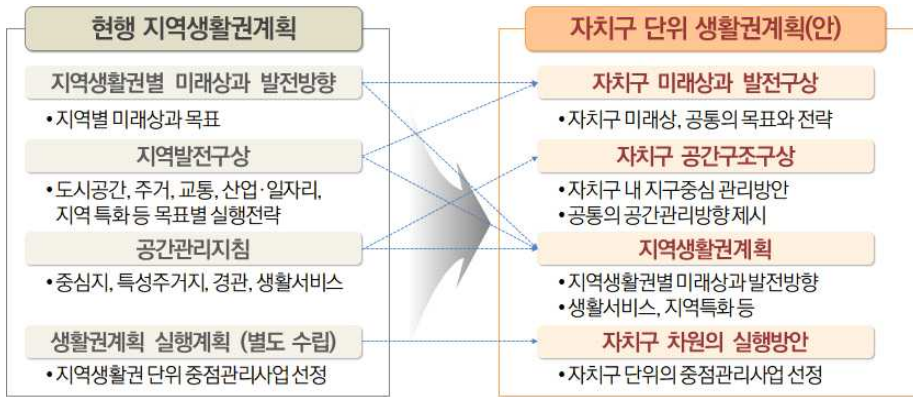 현행 지역생활권계획
지역생활권별 미래상과 발전방향
•지역별 미래상과 목표
지역발전구상
•도시공간, 주거, 교통, 산업·일자리,
지역 특화 등 목표별 실행전략
공간관리지침
•중심지, 특성주거지, 경관, 생활서비스
생활권계획 실행계획 (별도 수립)
•지역생활권 단위 중점관리사업 선정
자치구 단위 생활권계획(안)
자치구 미래상과 발전구상
•자치구 미래상, 공통의 목표와 전략
자치구 공간구조구상
•자치구 내 지구중심 관리방안
•공통의 공간관리방향 제시
지역생활권계획
•지역생활권별 미래상과 발전방향
•생활서비스, 지역특화 등
자치구 차원의 실행방안
•자치구 단위의 중점관리사업 선정